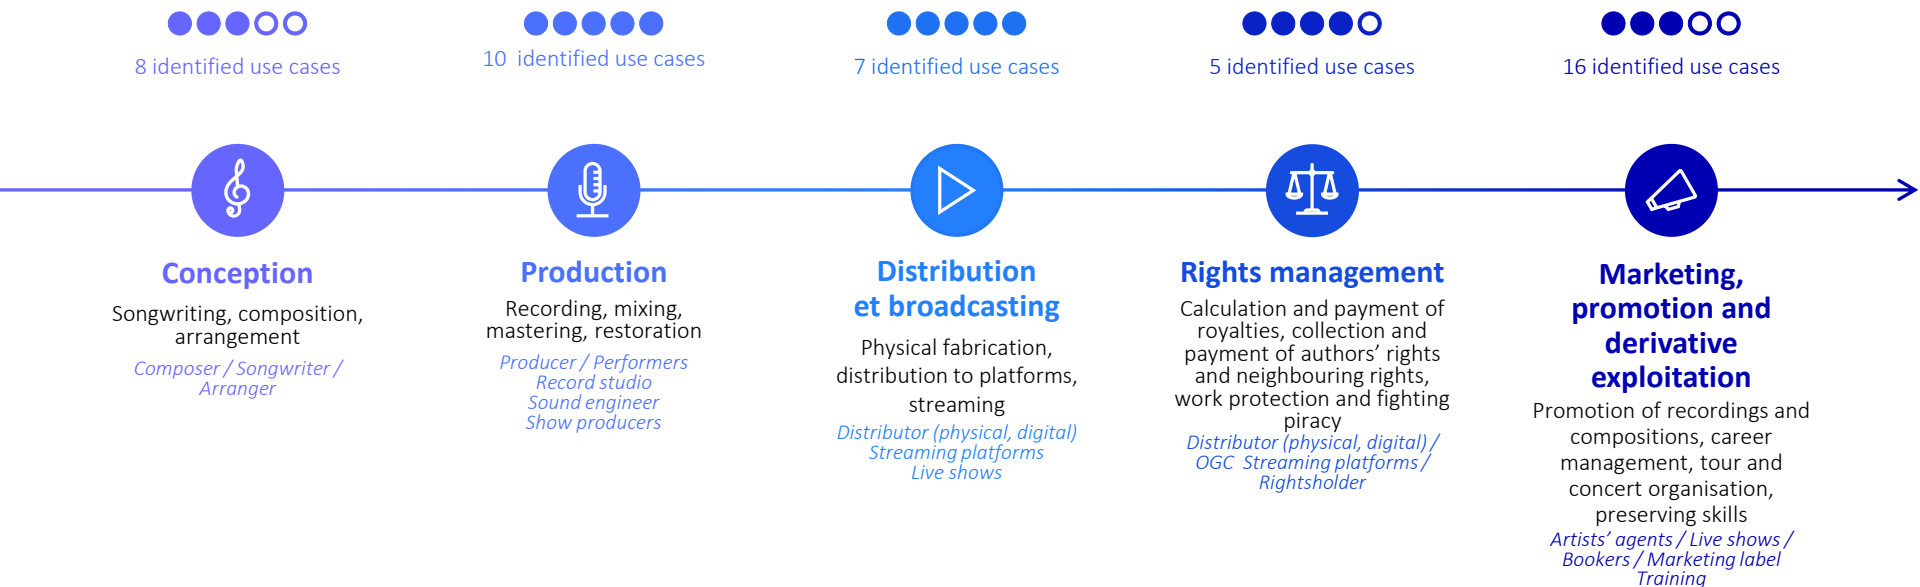 8 identified use cases
10 identified use cases
7 identified use cases
5 identified use cases
16 identified use cases
Conception
Songwriting, composition,
arrangement
Composer / Songwriter /
Arranger
Production
Recording, mixing,
mastering, restoration
Producer / Performers
Record studio
Sound engineer
Show producers
Distribution
et broadcasting
Physical fabrication,
distribution to platforms,
streaming
Distributor (physical, digital)
Streaming platforms
Live shows
Rights management
Calculation and payment of
royalties, collection and
payment of authors’ rights
and neighbouring rights,
work protection and fighting
piracy
Distributor (physical, digital) /
OGC Streaming platforms /
Rightsholder
Marketing,
promotion and
derivative
exploitation
Promotion of recordings and
compositions, career
management, tour and
concert organisation,
preserving skills
Artists’ agents / Live shows /
Bookers / Marketing label
Training